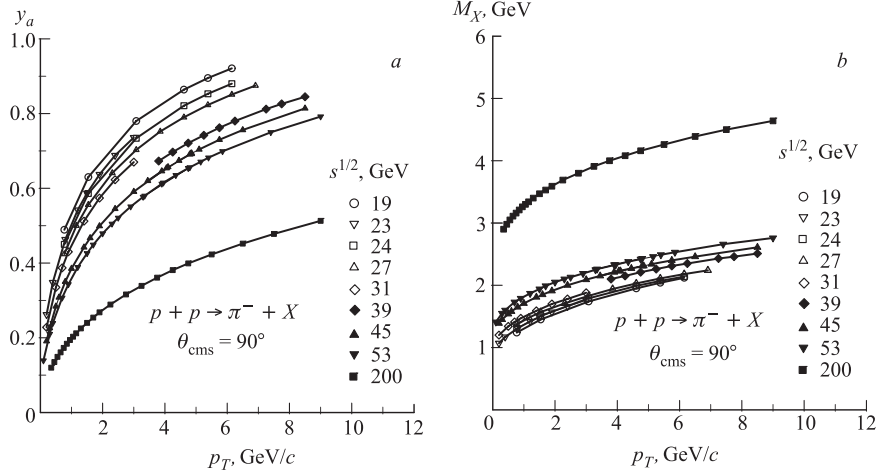 y_a
a
1.0
0.8
0.6
0.4
0.2
0
2 4 6 8 10 12
p_T, GeV/c
s^{1/2}, GeV
19
23
24
27
31
39
45
53
200
p + p → π⁻ + X
θ_cms = 90°
M_X, GeV
b
6
5
4
3
2
1
0 2 4 6 8 10 12
p_T, GeV/c
s^{1/2}, GeV
19
23
24
27
31
39
45
53
200
p + p → π⁻ + X
θ_cms = 90°